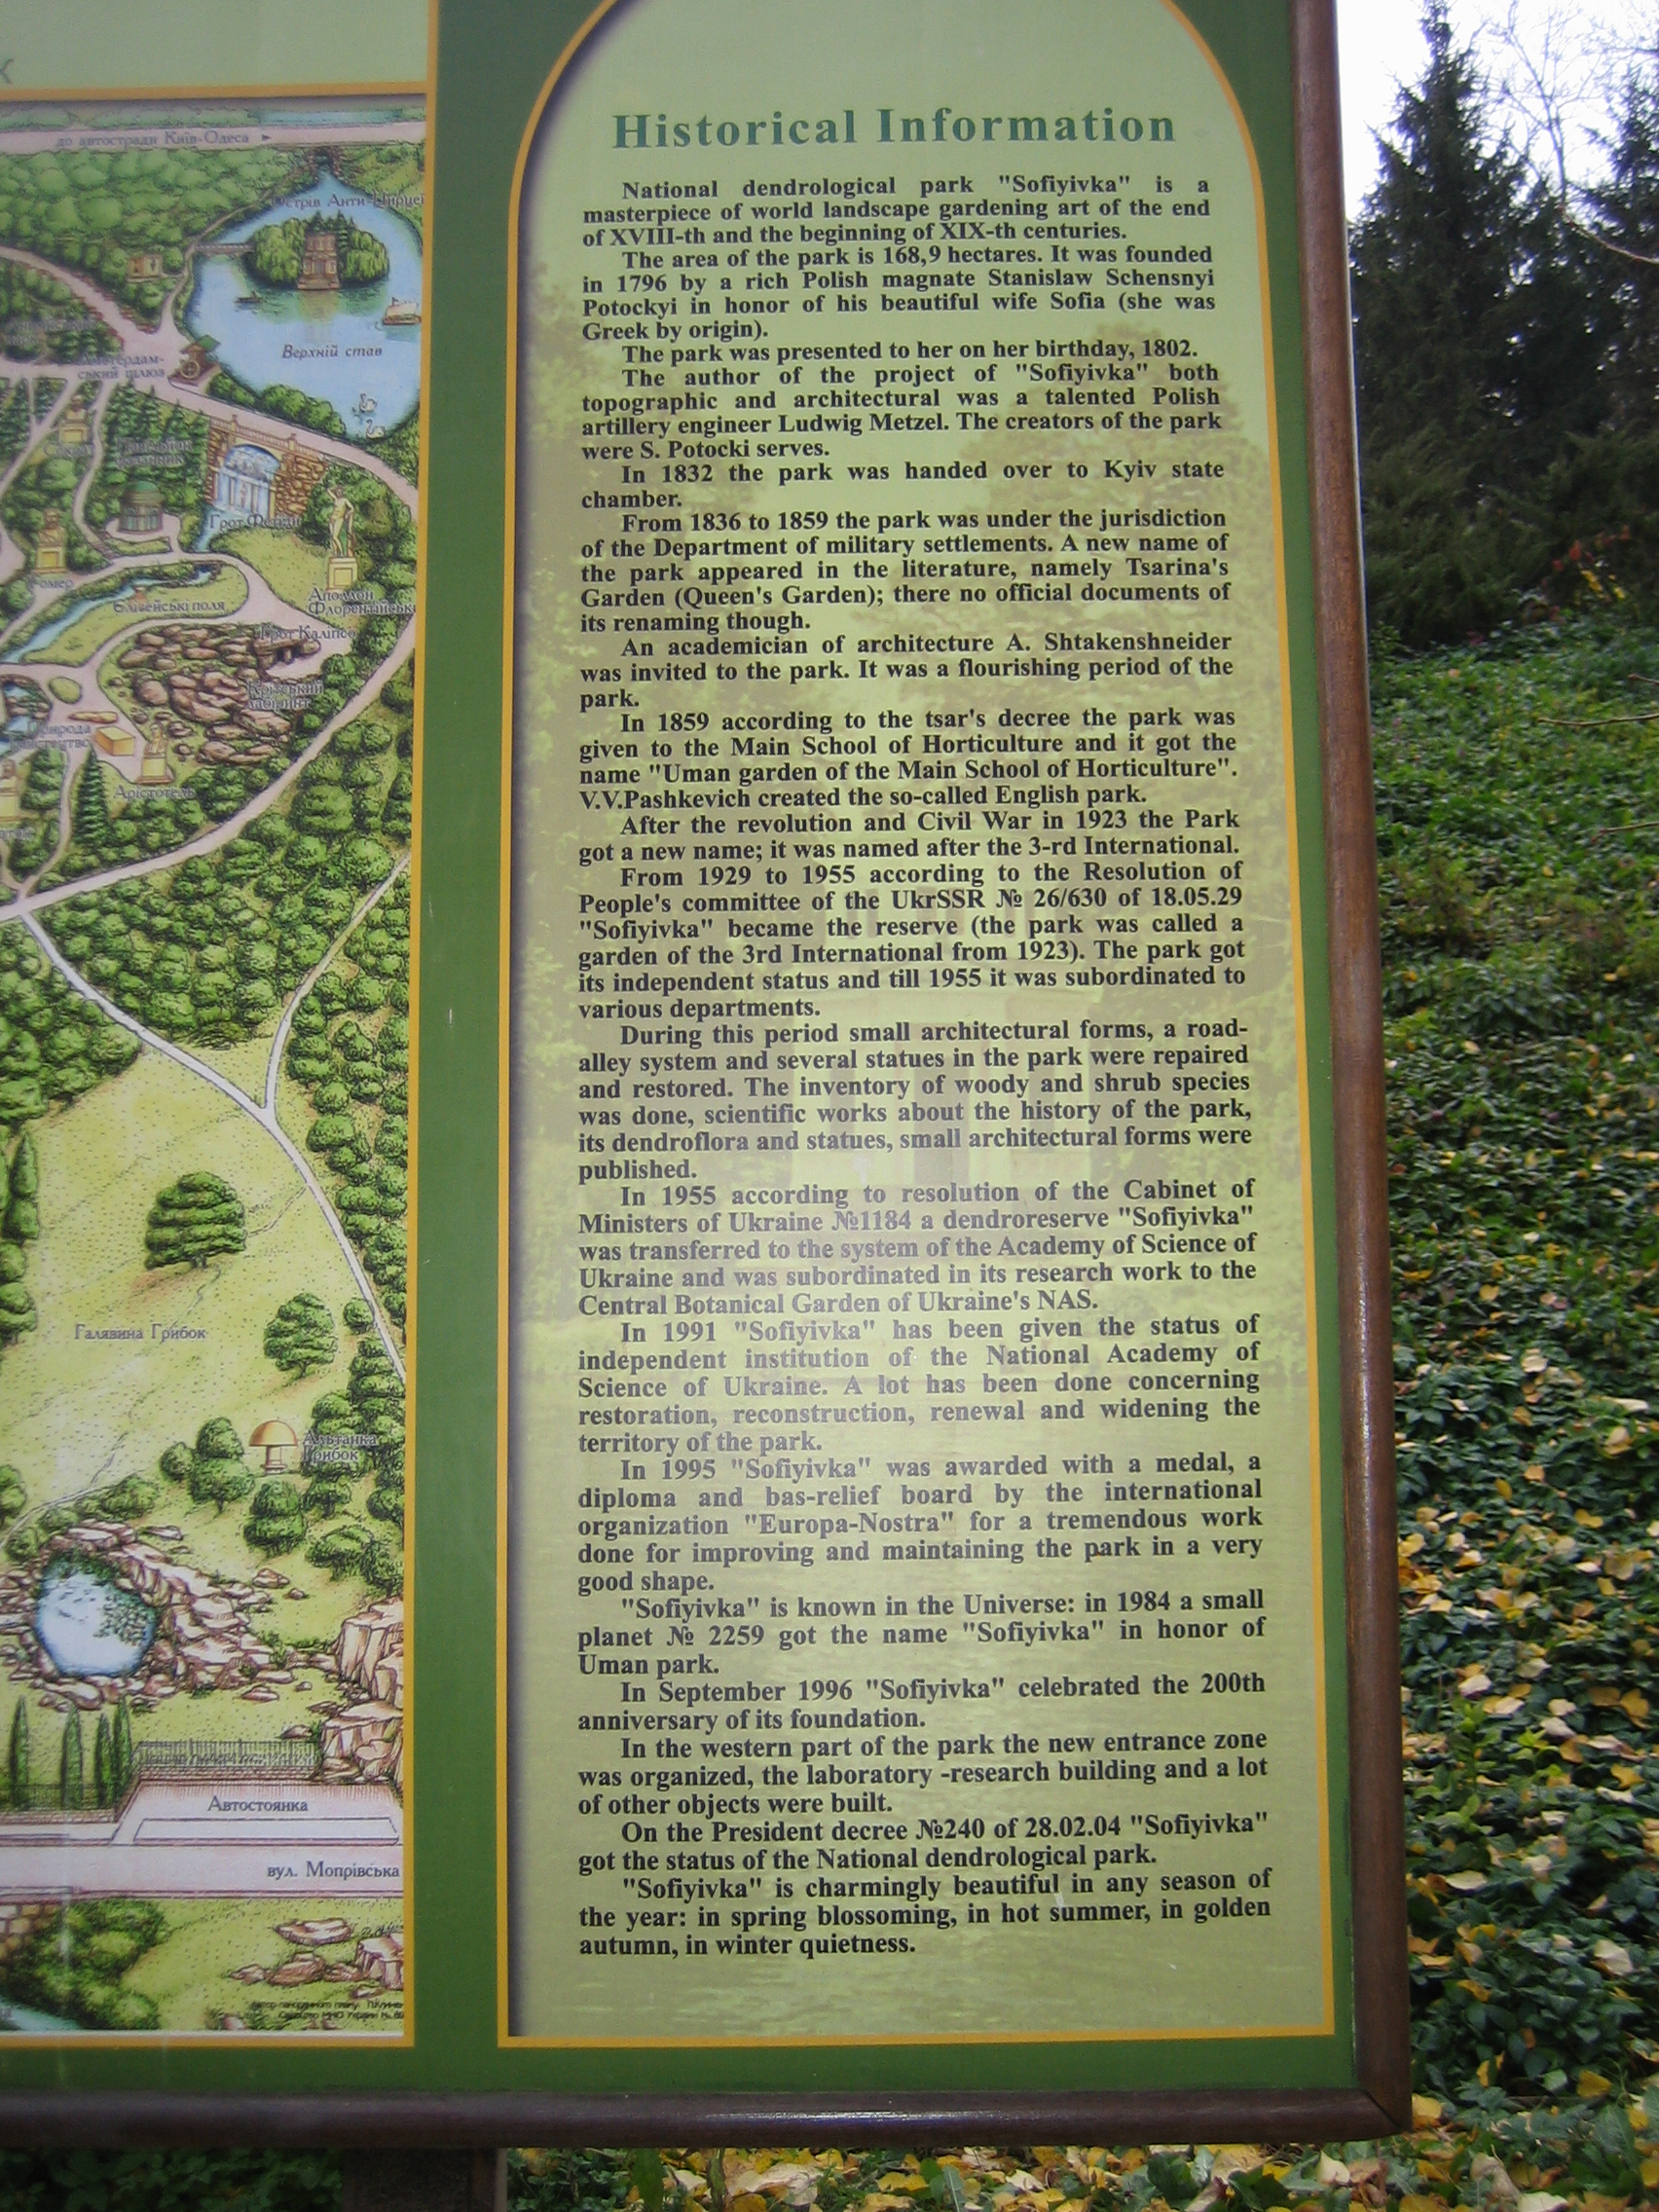 до автостради Київ-Одеса
Острів Анти-Цирцеї
Верхній став
Амстердам-
ський шлюз
Грот Венери
Гомер
Єлисейські поля
Аполлон
Флорентійський
Грот Каліпсо
Критський
лабіринт
Арістотель
Галявина Грибок
Альтанка
Грибок
Автостоянка
вул. Мопрівська
Historical Information
National dendrological park "Sofiyivka" is a
masterpiece of world landscape gardening art of the end
of XVIII-th and the beginning of XIX-th centuries.
The area of the park is 168,9 hectares. It was founded
in 1796 by a rich Polish magnate Stanislaw Schensnyi
Potockyi in honor of his beautiful wife Sofia (she was
Greek by origin).
The park was presented to her on her birthday, 1802.
The author of the project of "Sofiyivka" both
topographic and architectural was a talented Polish
artillery engineer Ludwig Metzel. The creators of the park
were S. Potocki serves.
In 1832 the park was handed over to Kyiv state
chamber.
From 1836 to 1859 the park was under the jurisdiction
of the Department of military settlements. A new name of
the park appeared in the literature, namely Tsarina's
Garden (Queen's Garden); there no official documents of
its renaming though.
An academician of architecture A. Shtakenshneider
was invited to the park. It was a flourishing period of the
park.
In 1859 according to the tsar's decree the park was
given to the Main School of Horticulture and it got the
name "Uman garden of the Main School of Horticulture".
V.V.Pashkevich created the so-called English park.
After the revolution and Civil War in 1923 the Park
got a new name; it was named after the 3-rd International.
From 1929 to 1955 according to the Resolution of
People's committee of the UkrSSR № 26/630 of 18.05.29
"Sofiyivka" became the reserve (the park was called a
garden of the 3rd International from 1923). The park got
its independent status and till 1955 it was subordinated to
various departments.
During this period small architectural forms, a road-
alley system and several statues in the park were repaired
and restored. The inventory of woody and shrub species
was done, scientific works about the history of the park,
its dendroflora and statues, small architectural forms were
published.
In 1955 according to resolution of the Cabinet of
Ministers of Ukraine №1184 a dendroreserve "Sofiyivka"
was transferred to the system of the Academy of Science of
Ukraine and was subordinated in its research work to the
Central Botanical Garden of Ukraine's NAS.
In 1991 "Sofiyivka" has been given the status of
independent institution of the National Academy of
Science of Ukraine. A lot has been done concerning
restoration, reconstruction, renewal and widening the
territory of the park.
In 1995 "Sofiyivka" was awarded with a medal, a
diploma and bas-relief board by the international
organization "Europa-Nostra" for a tremendous work
done for improving and maintaining the park in a very
good shape.
"Sofiyivka" is known in the Universe: in 1984 a small
planet № 2259 got the name "Sofiyivka" in honor of
Uman park.
In September 1996 "Sofiyivka" celebrated the 200th
anniversary of its foundation.
In the western part of the park the new entrance zone
was organized, the laboratory -research building and a lot
of other objects were built.
On the President decree №240 of 28.02.04 "Sofiyivka"
got the status of the National dendrological park.
"Sofiyivka" is charmingly beautiful in any season of
the year: in spring blossoming, in hot summer, in golden
autumn, in winter quietness.